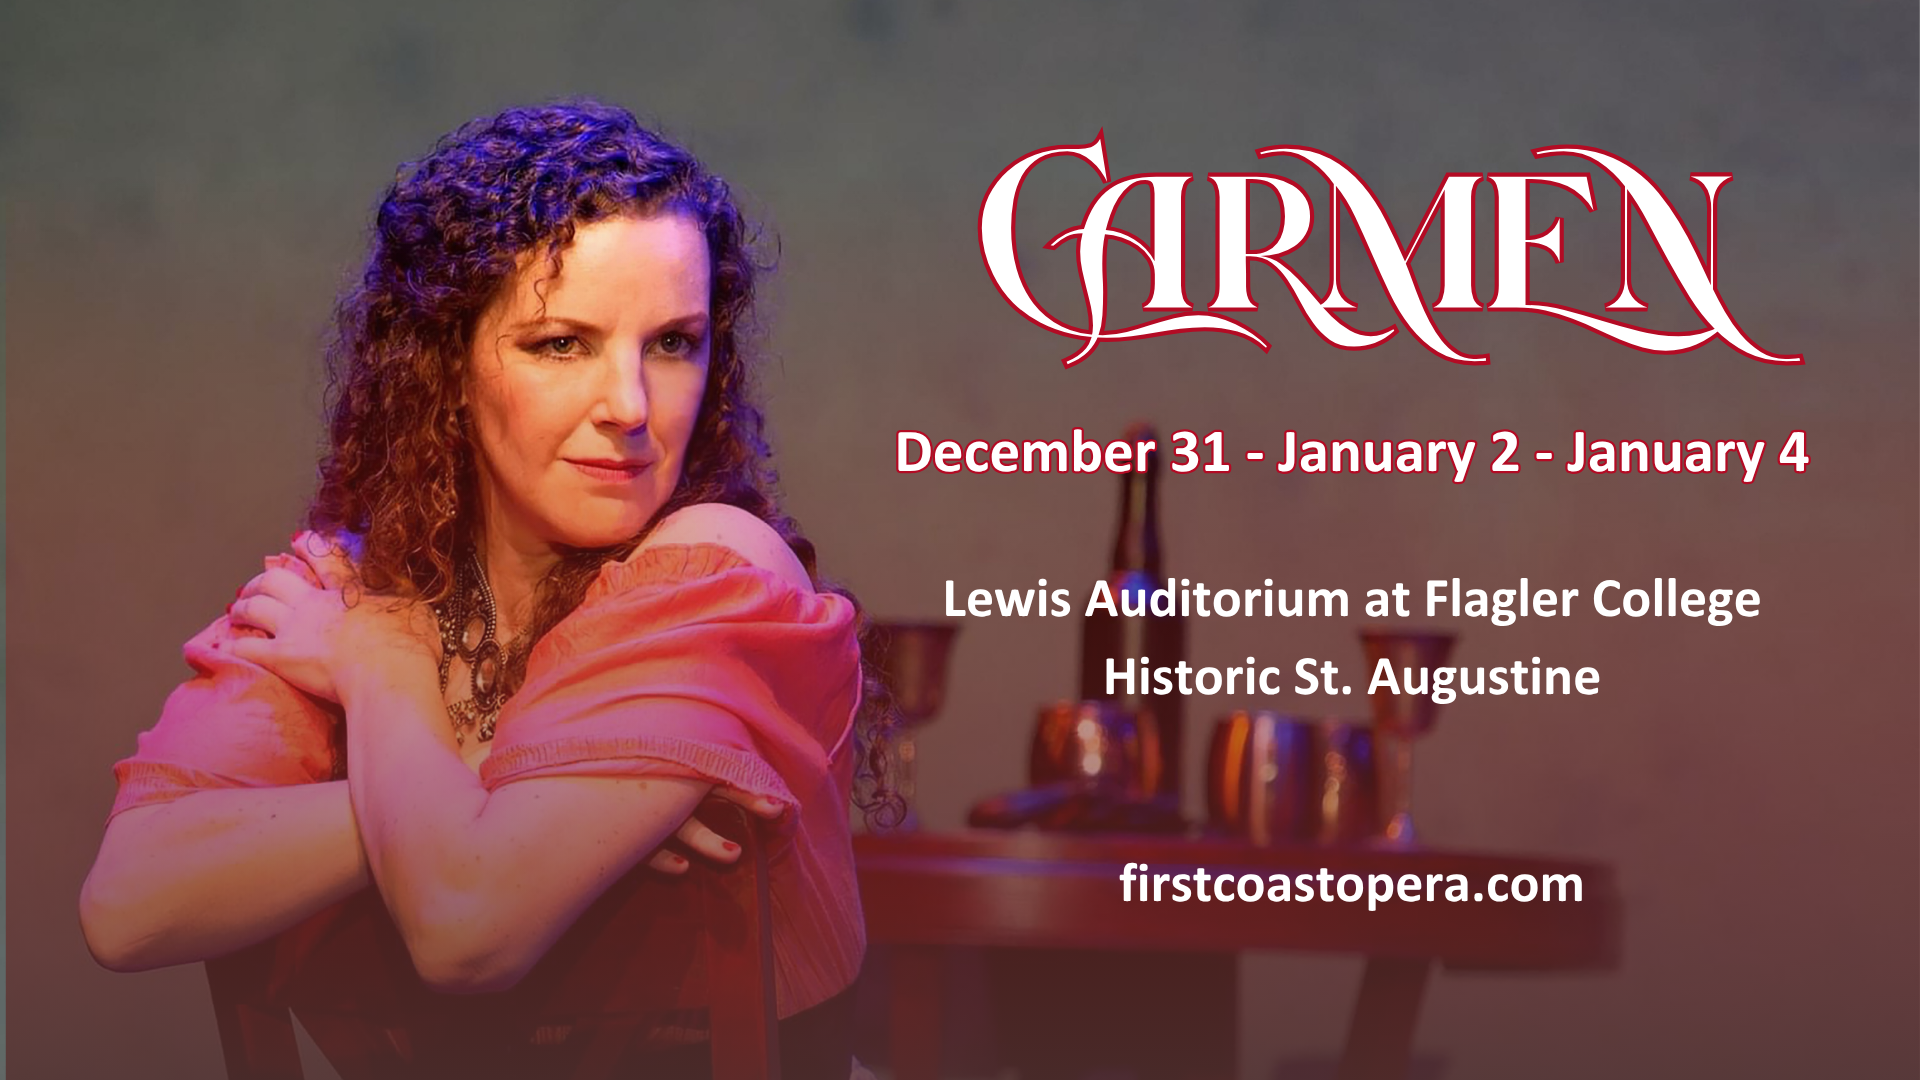 CARMEN
December 31 - January 2 - January 4
Lewis Auditorium at Flagler College
Historic St. Augustine
firstcoastopera.com